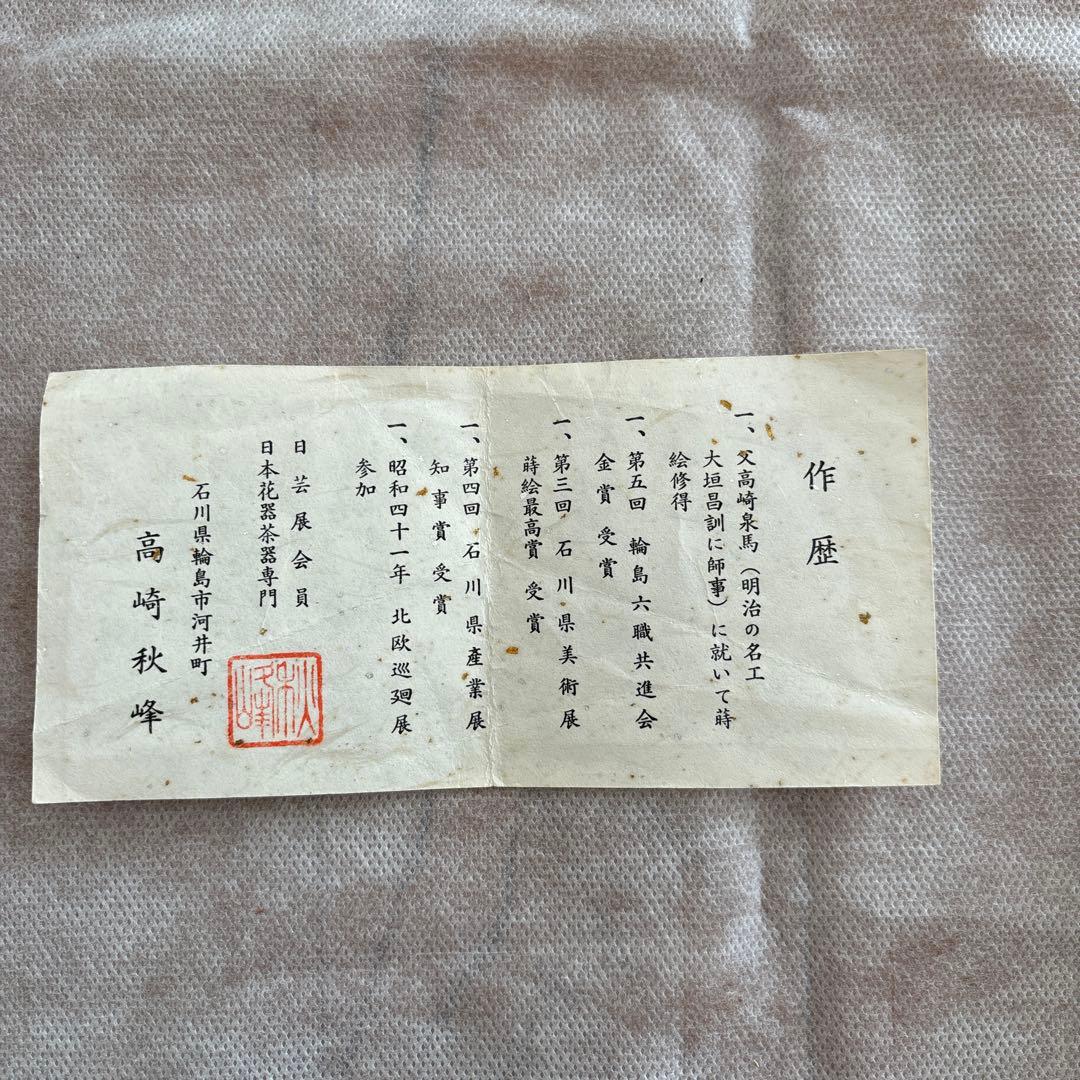 作歴
一、父高崎泉馬（明治の名工
大垣昌訓に師事）に就いて蒔
絵修得
一、第五回 輪島六職共進会
金賞 受賞
一、第三回 石川県美術展
蒔絵最高賞 受賞
一、第四回 石川県産業展
知事賞 受賞
一、昭和四十一年 北欧巡廻展
参加
日芸展会員
日本花器茶器専門
石川県輪島市河井町
高崎秋峰
秋峰